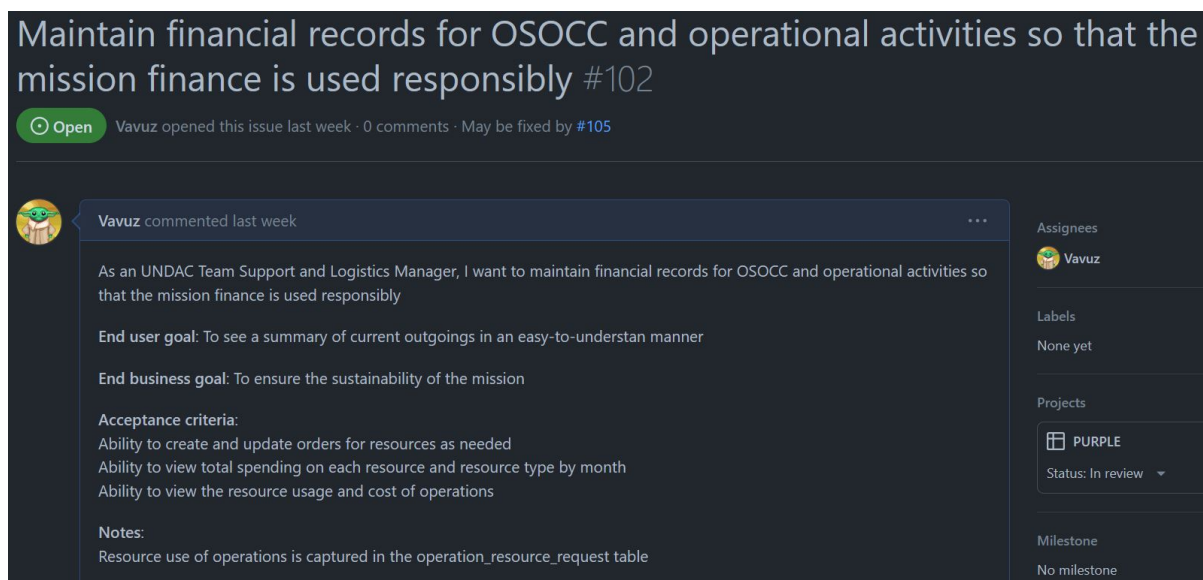 Maintain financial records for OSOCC and operational activities so that the
mission finance is used responsibly #102
Open Vavuz opened this issue last week · 0 comments · May be fixed by #105
Vavuz commented last week
As an UNDAC Team Support and Logistics Manager, I want to maintain financial records for OSOCC and operational activities so
that the mission finance is used responsibly
End user goal: To see a summary of current outgoings in an easy-to-understan manner
End business goal: To ensure the sustainability of the mission
Acceptance criteria:
Ability to create and update orders for resources as needed
Ability to view total spending on each resource and resource type by month
Ability to view the resource usage and cost of operations
Notes:
Resource use of operations is captured in the operation_resource_request table
Assignees
Vavuz
Labels
None yet
Projects
PURPLE
Status: In review
Milestone
No milestone